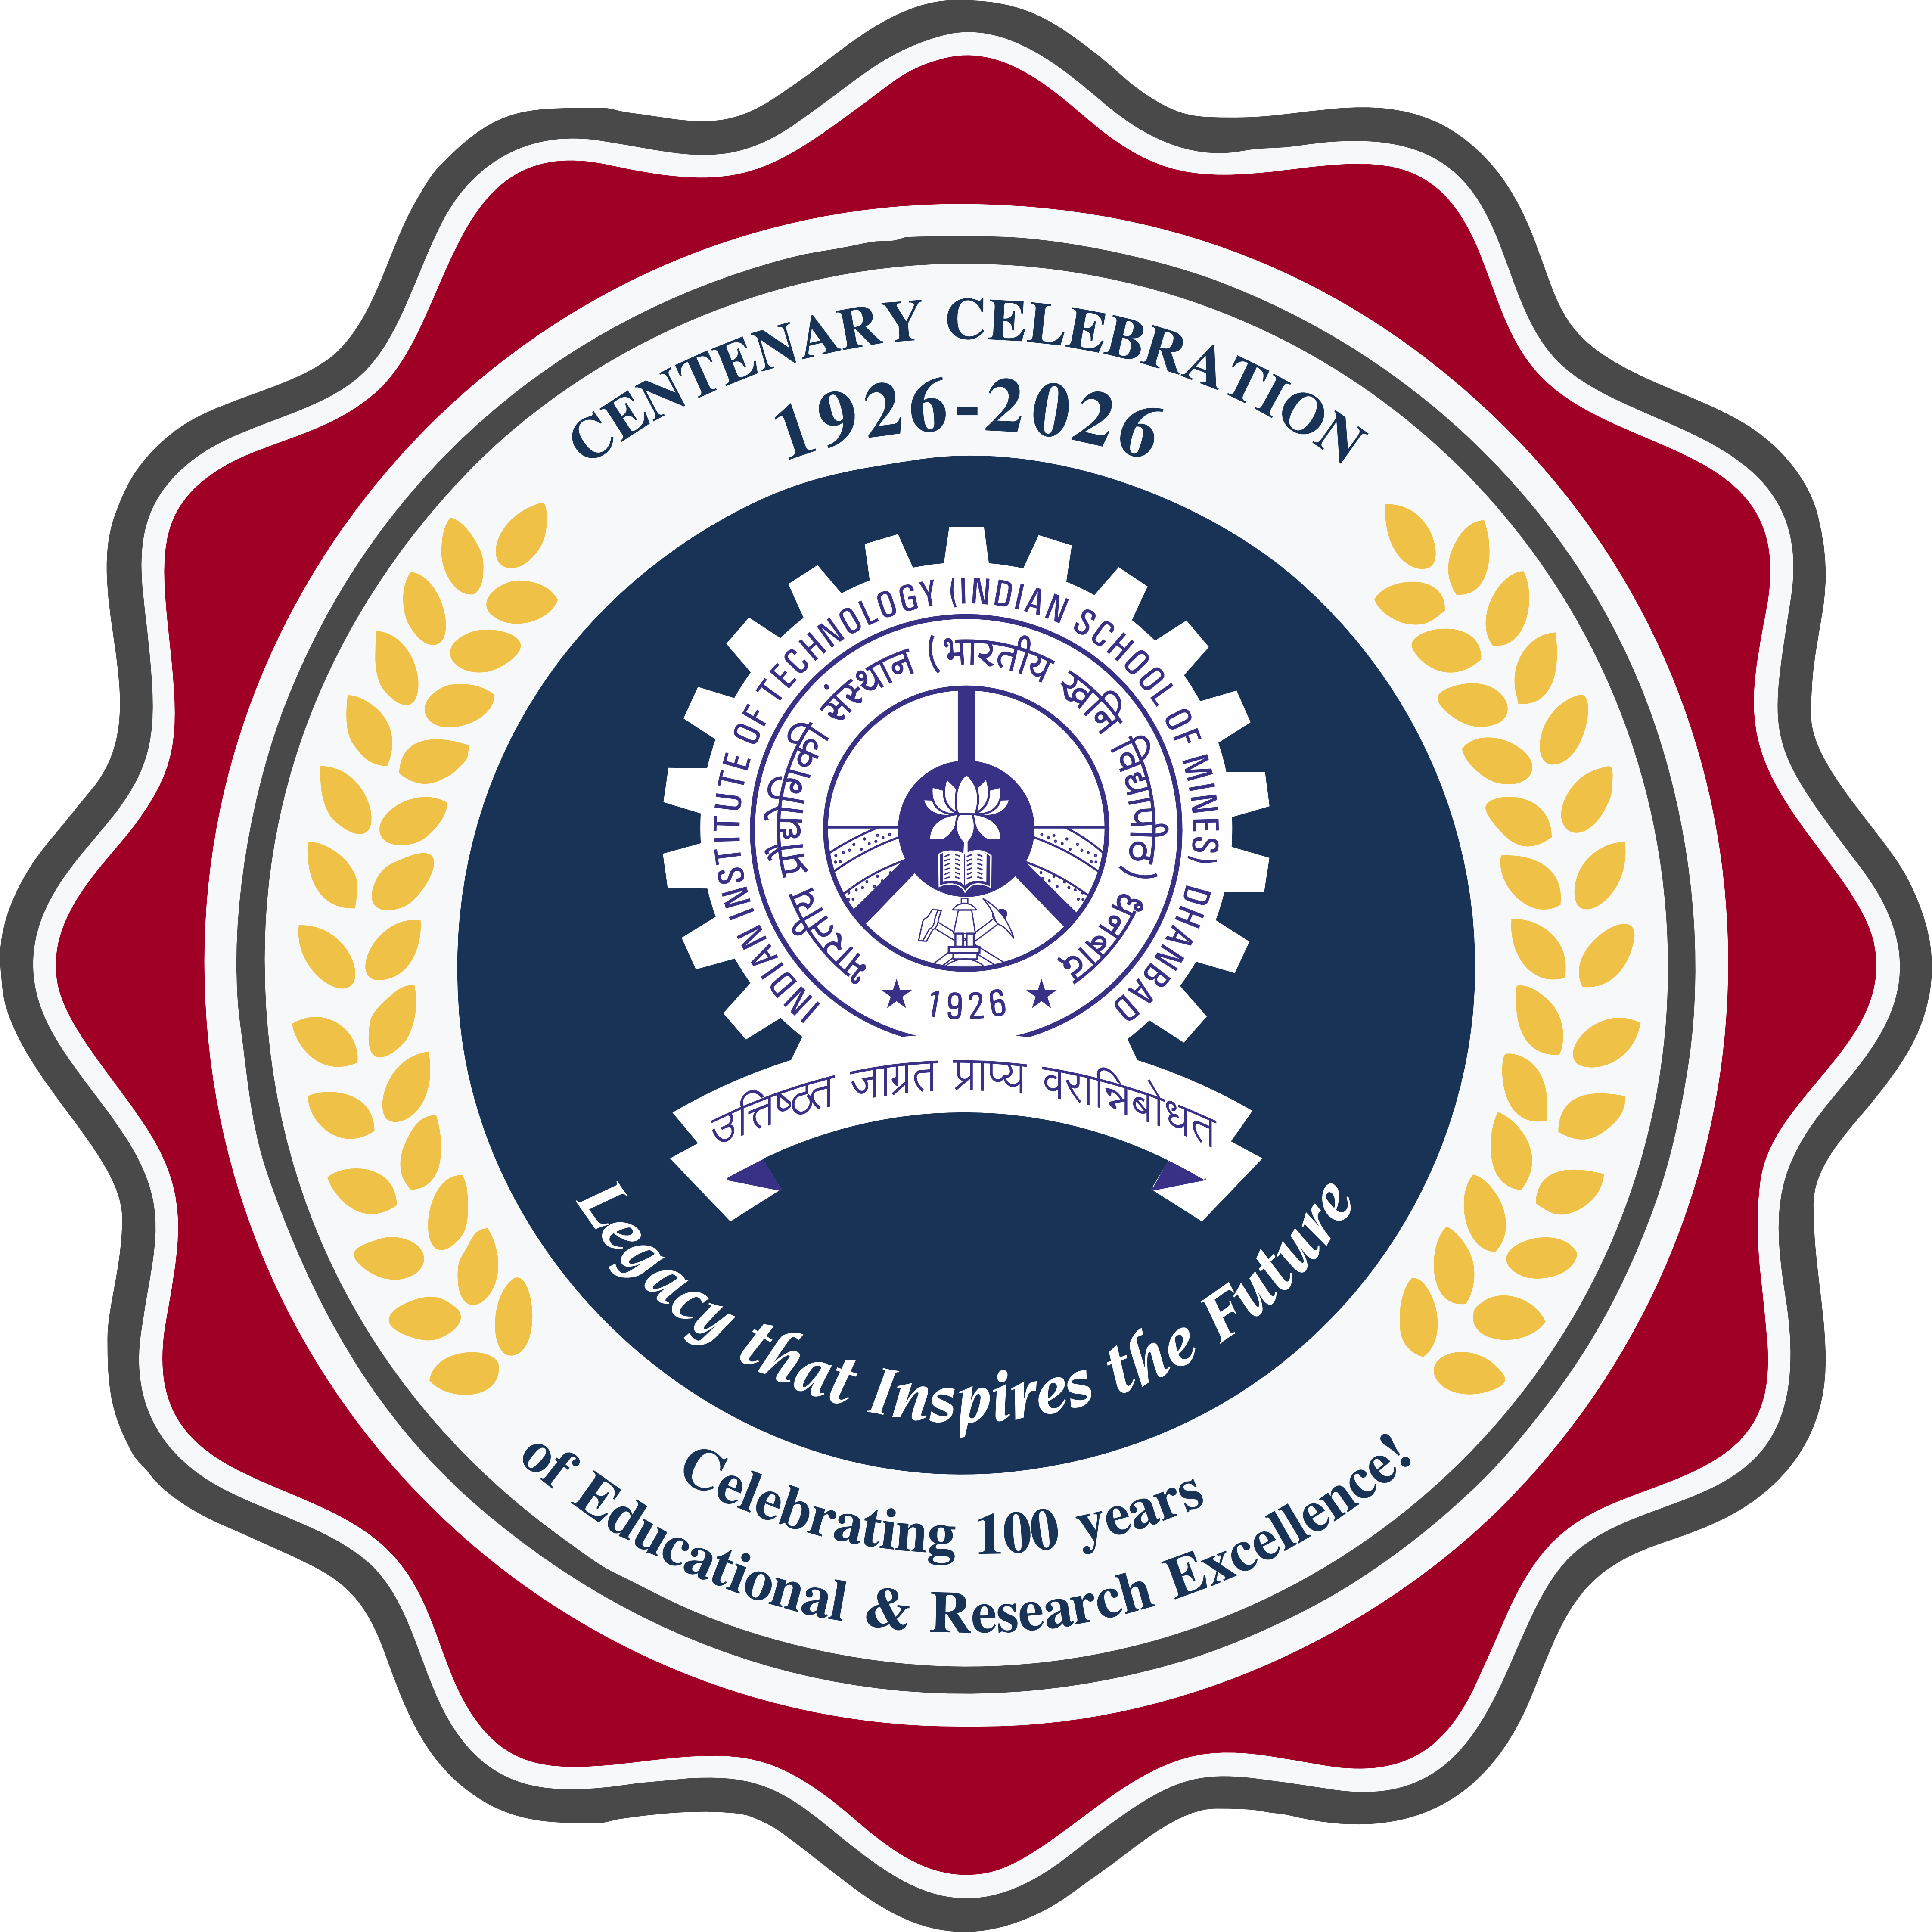 CENTENARY CELEBRATION
1926-2026
INDIAN INSTITUTE OF TECHNOLOGY (INDIAN SCHOOL OF MINES) DHANBAD
भारतीय प्रौद्योगिकी संस्थान (भारतीय खनि विद्यापीठ) धनबाद
1926
उत्तिष्ठत जाग्रत प्राप्य वरान्निबोधत
Legacy that Inspires the Future
Celebrating 100 years
of Educational & Research Excellence!